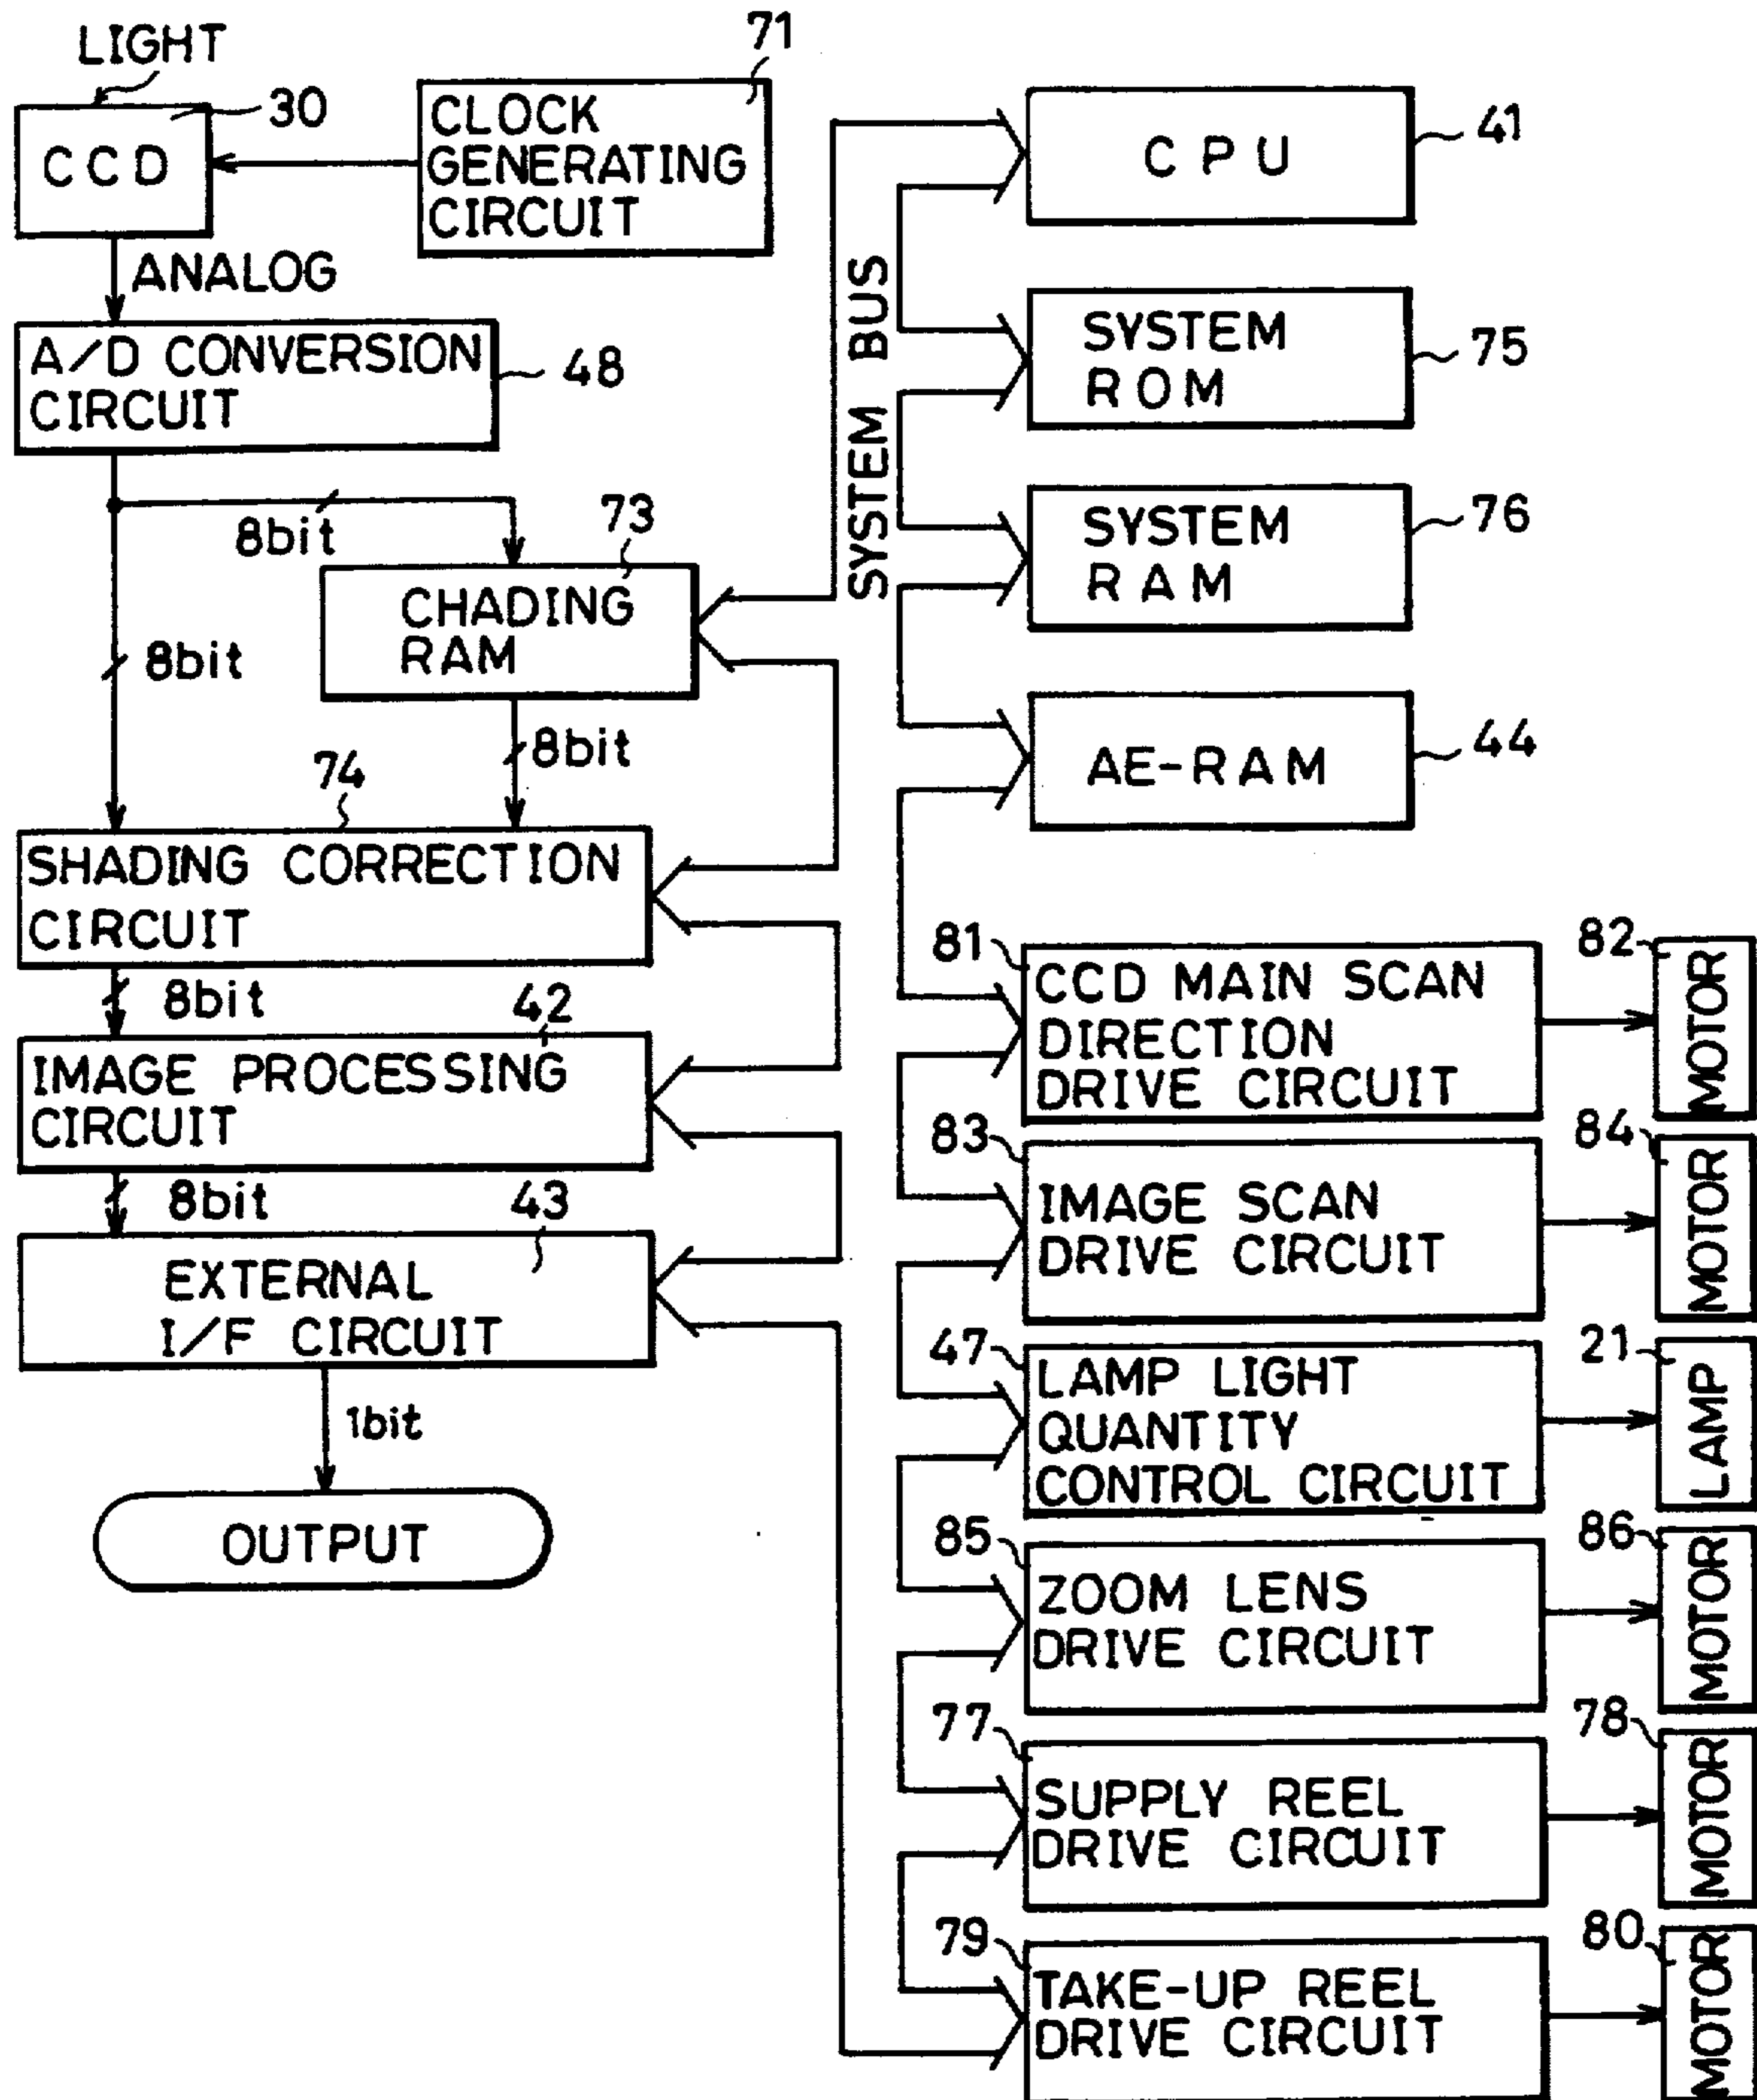 LIGHT
30
CCD
71
CLOCK
GENERATING
CIRCUIT
ANALOG
A/D CONVERSION
CIRCUIT
48
8bit
73
CHADING
RAM
8bit
8bit
74
SHADING CORRECTION
CIRCUIT
8bit
42
IMAGE PROCESSING
CIRCUIT
8bit
43
EXTERNAL
I/F CIRCUIT
1bit
OUTPUT
SYSTEM BUS
CPU
41
SYSTEM
ROM
75
SYSTEM
RAM
76
AE-RAM
44
81
CCD MAIN SCAN
DIRECTION
DRIVE CIRCUIT
82
MOTOR
83
IMAGE SCAN
DRIVE CIRCUIT
84
MOTOR
47
LAMP LIGHT
QUANTITY
CONTROL CIRCUIT
21
LAMP
85
ZOOM LENS
DRIVE CIRCUIT
86
MOTOR
77
SUPPLY REEL
DRIVE CIRCUIT
78
MOTOR
79
TAKE-UP REEL
DRIVE CIRCUIT
80
MOTOR